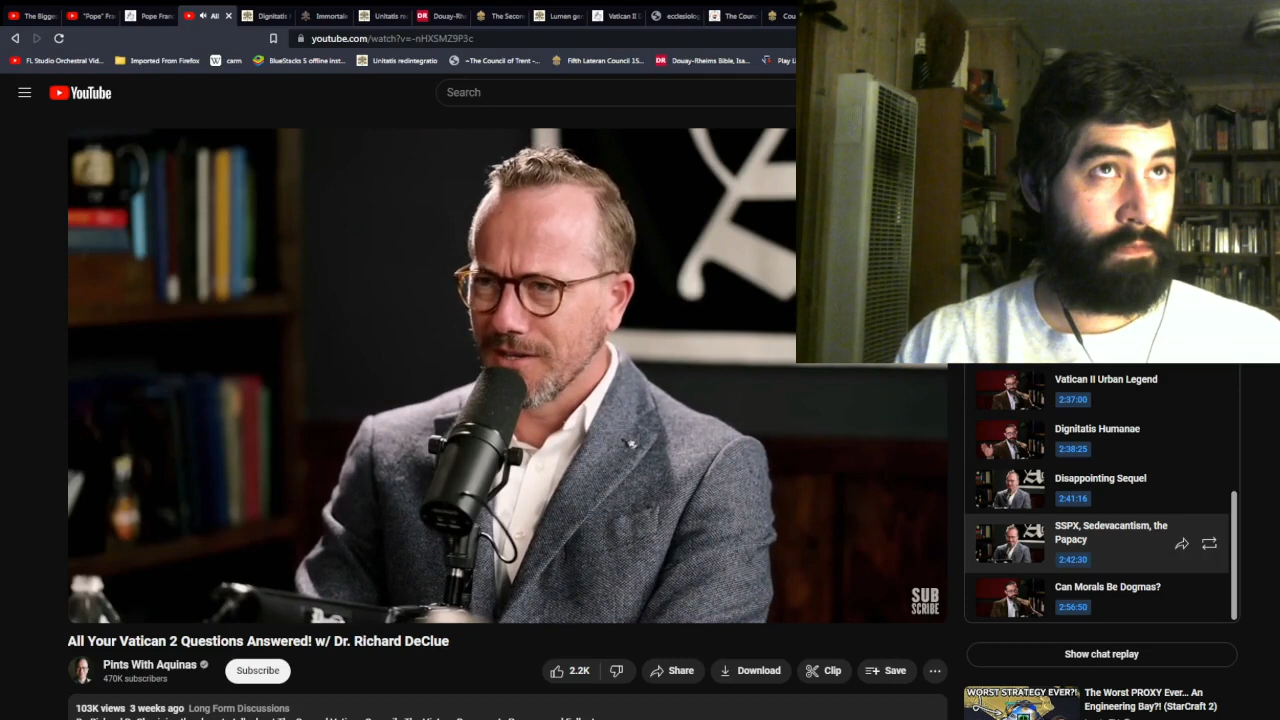 The Bigges
"Pope" Fra
Pope Franc
All
Dignitatis H
Immortale
Unitatis re
Douay-Rhe
The Secon
Lumen gen
Vatican II D
ecclesiolog
The Counc
Cou
youtube.com/watch?v=-nHXSMZ9P3c
FL Studio Orchestral Vid...
Imported From Firefox
carm
BlueStacks 5 offline inst...
Unitatis redintegratio
~The Council of Trent -...
Fifth Lateran Council 15...
Douay-Rheims Bible, Isa...
Play Li
YouTube
Search
SUB
SCRIBE
Vatican II Urban Legend
2:37:00
Dignitatis Humanae
2:38:25
Disappointing Sequel
2:41:16
SSPX, Sedevacantism, the
Papacy
2:42:30
Can Morals Be Dogmas?
2:56:50
All Your Vatican 2 Questions Answered! w/ Dr. Richard DeClue
Pints With Aquinas
470K subscribers
Subscribe
2.2K
Share
Download
Clip
Save
Show chat replay
103K views 3 weeks ago Long Form Discussions
WORST STRATEGY EVER?!
The Worst PROXY Ever... An
Engineering Bay?! (StarCraft 2)